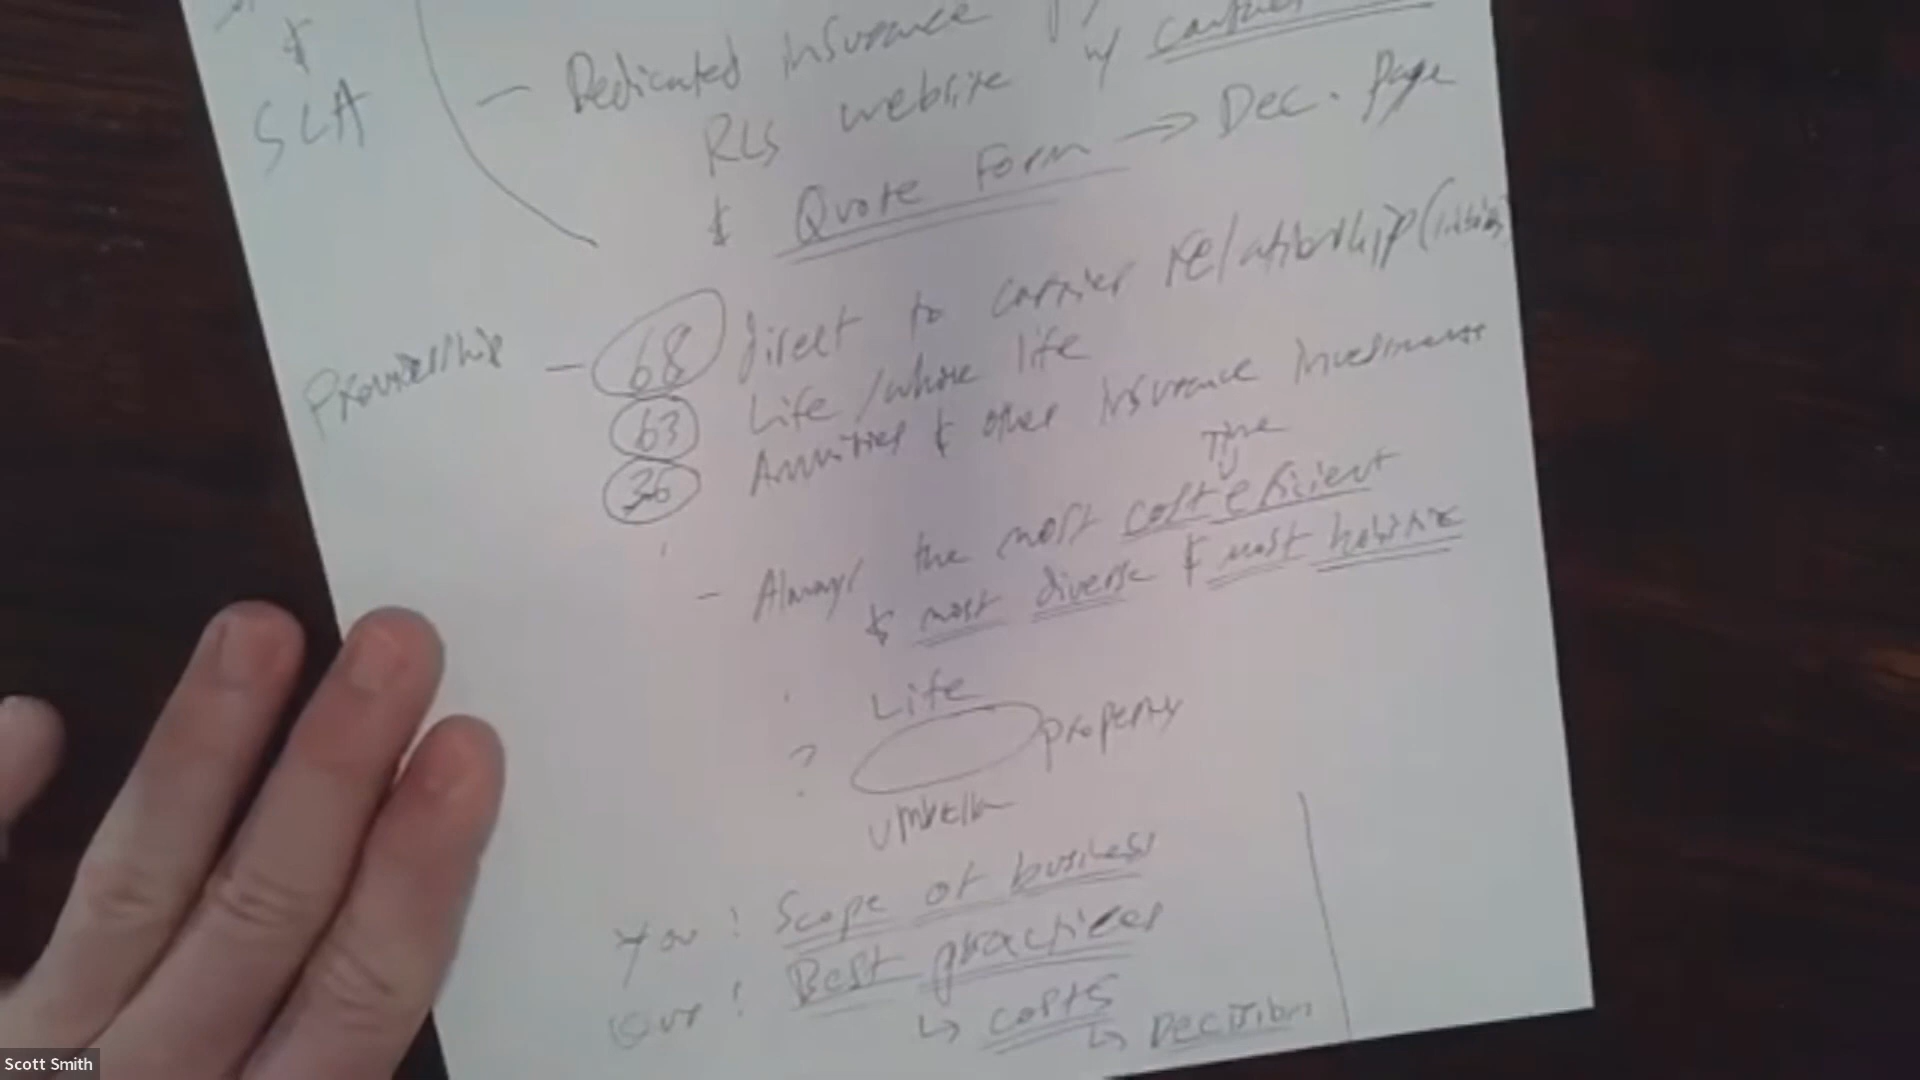 &
SLA
- Dedicated insurance
RLS website w/
& Quote Form → Dec. Page
Providership - 68 direct to carrier relationship
63 Life/whole life
36 Annuities & other insurance investments
Time
- Always the most cost efficient
& most diverse & most holistic
Life
? property
umbrella
You: Scope of business
Our: Best practices
↳ costs
↳ Decisions
Scott Smith